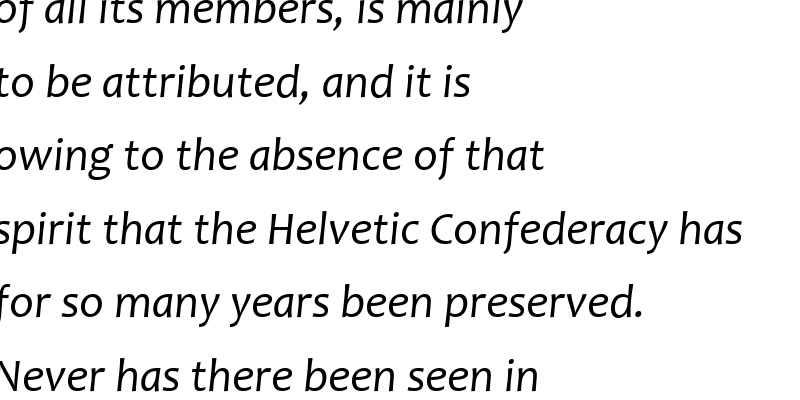 of all its members, is mainly
to be attributed, and it is
owing to the absence of that
spirit that the Helvetic Confederacy has
for so many years been preserved.
Never has there been seen in